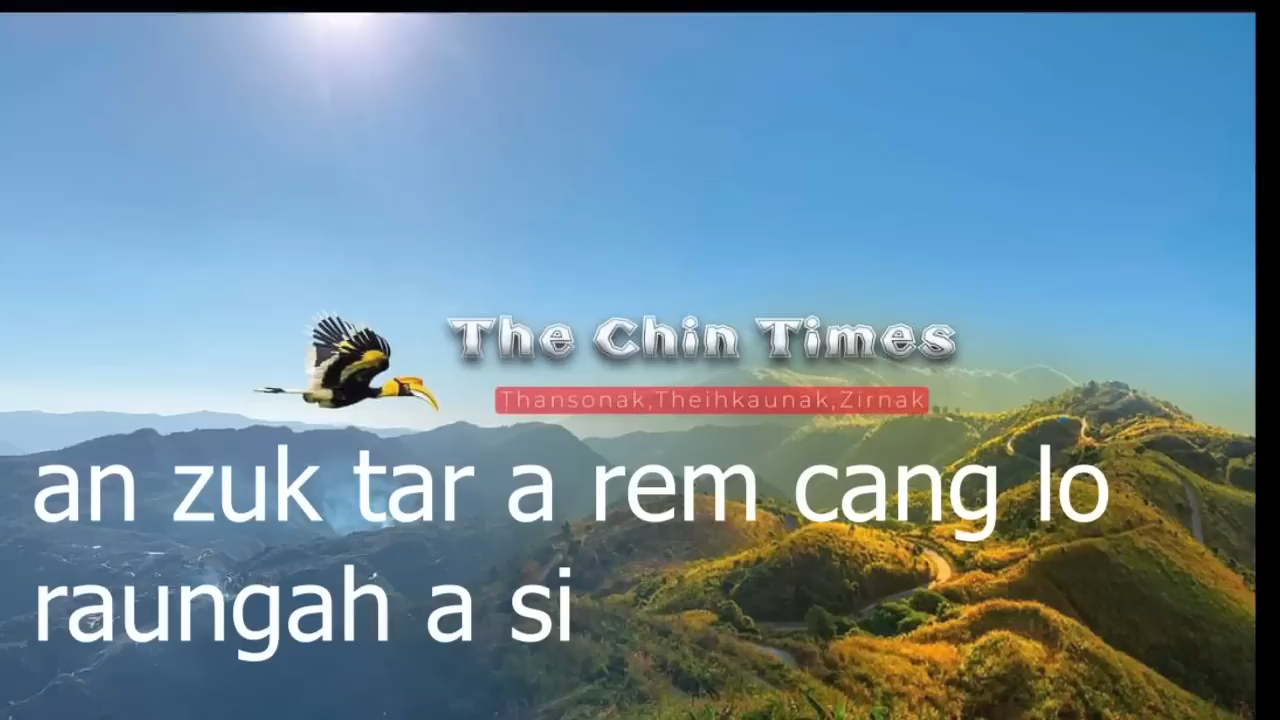 The Chin Times
Thansonak,Theihkaunak,Zirnak
an zuk tar a rem cang lo
raungah a si